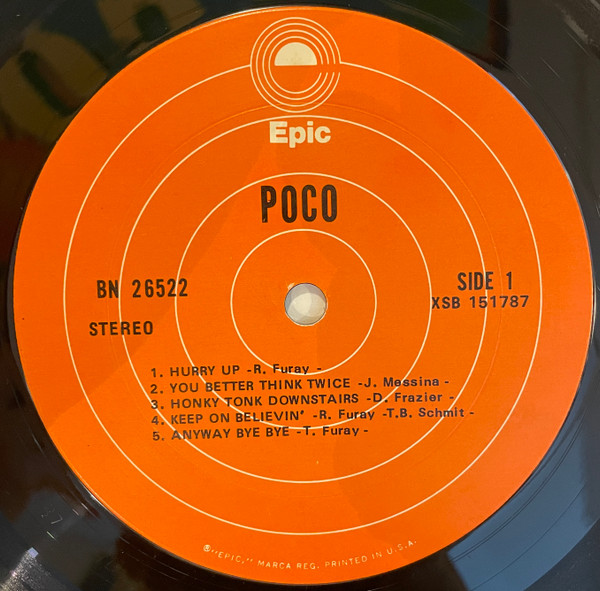 Epic
POCO
BN 26522
STEREO
SIDE 1
XSB 151787
1. HURRY UP -R. Furay -
2. YOU BETTER THINK TWICE -J. Messina -
3. HONKY TONK DOWNSTAIRS -D. Frazier -
4. KEEP ON BELIEVIN' -R. Furay -T.B. Schmit -
5. ANYWAY BYE BYE -T. Furay -
℗"EPIC," MARCA REG. PRINTED IN U.S.A.